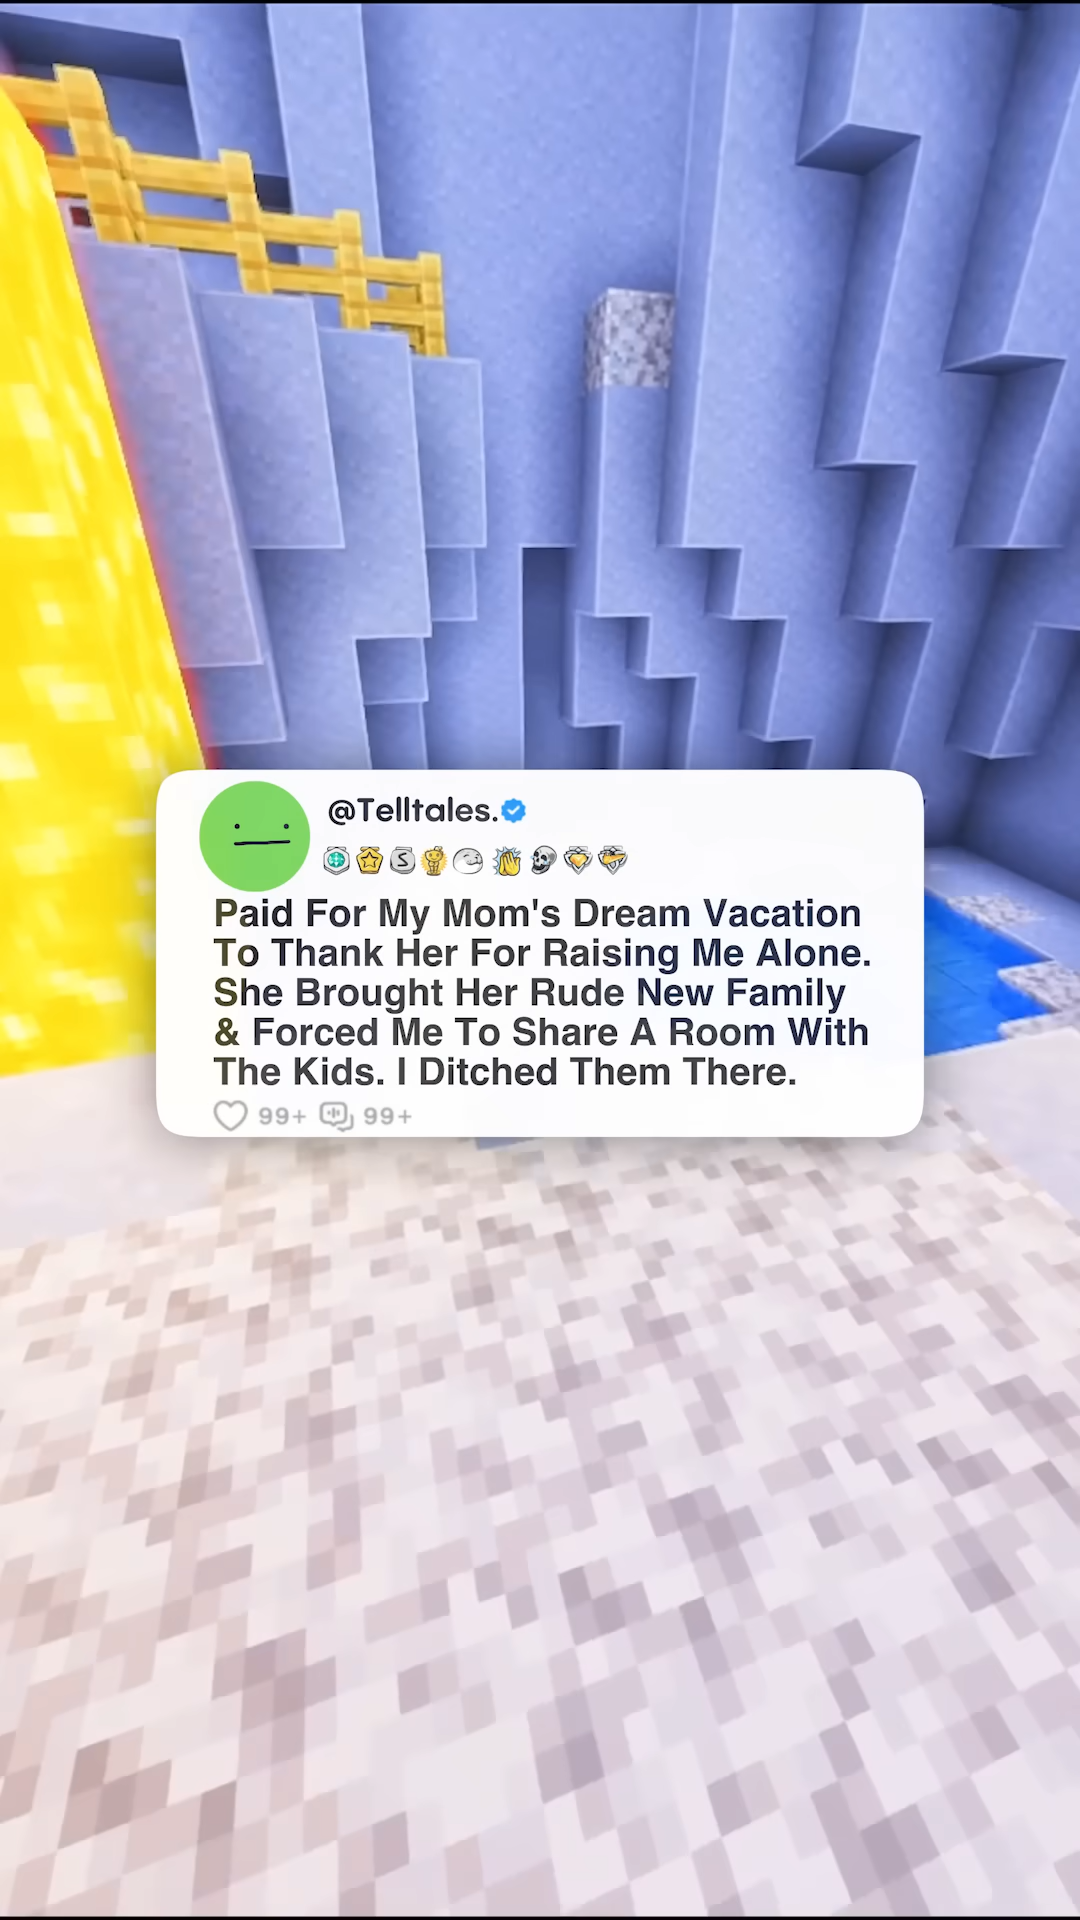 @Telltales.
Paid For My Mom's Dream Vacation
To Thank Her For Raising Me Alone.
She Brought Her Rude New Family
& Forced Me To Share A Room With
The Kids. I Ditched Them There.
99+ 99+